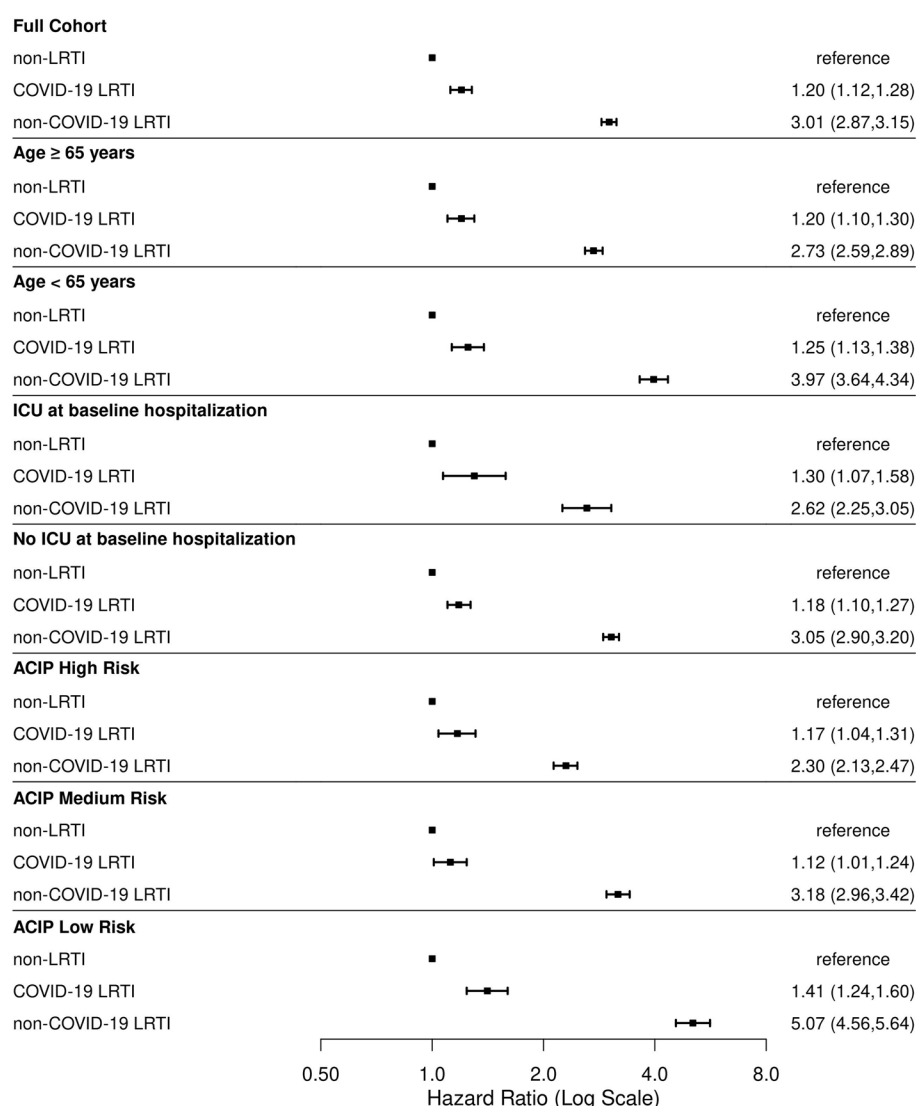 Full Cohort
non-LRTI reference
COVID-19 LRTI 1.20 (1.12,1.28)
non-COVID-19 LRTI 3.01 (2.87,3.15)
Age ≥ 65 years
non-LRTI reference
COVID-19 LRTI 1.20 (1.10,1.30)
non-COVID-19 LRTI 2.73 (2.59,2.89)
Age < 65 years
non-LRTI reference
COVID-19 LRTI 1.25 (1.13,1.38)
non-COVID-19 LRTI 3.97 (3.64,4.34)
ICU at baseline hospitalization
non-LRTI reference
COVID-19 LRTI 1.30 (1.07,1.58)
non-COVID-19 LRTI 2.62 (2.25,3.05)
No ICU at baseline hospitalization
non-LRTI reference
COVID-19 LRTI 1.18 (1.10,1.27)
non-COVID-19 LRTI 3.05 (2.90,3.20)
ACIP High Risk
non-LRTI reference
COVID-19 LRTI 1.17 (1.04,1.31)
non-COVID-19 LRTI 2.30 (2.13,2.47)
ACIP Medium Risk
non-LRTI reference
COVID-19 LRTI 1.12 (1.01,1.24)
non-COVID-19 LRTI 3.18 (2.96,3.42)
ACIP Low Risk
non-LRTI reference
COVID-19 LRTI 1.41 (1.24,1.60)
non-COVID-19 LRTI 5.07 (4.56,5.64)
0.50 1.0 2.0 4.0 8.0
Hazard Ratio (Log Scale)